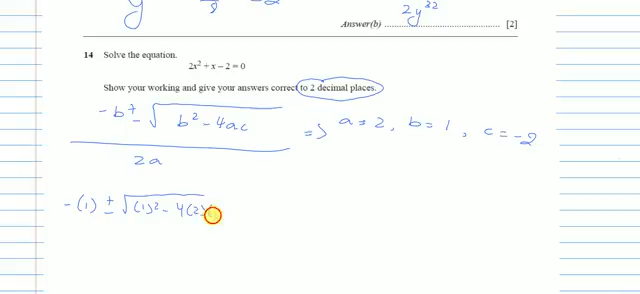 2y³²
Answer(b) ................................................ [2]
14 Solve the equation.
2x² + x – 2 = 0
Show your working and give your answers correct to 2 decimal places.
-b ± √b² - 4ac
2a
=> a = 2, b = 1, c = -2
-(1) ± √(1)² - 4(2)(